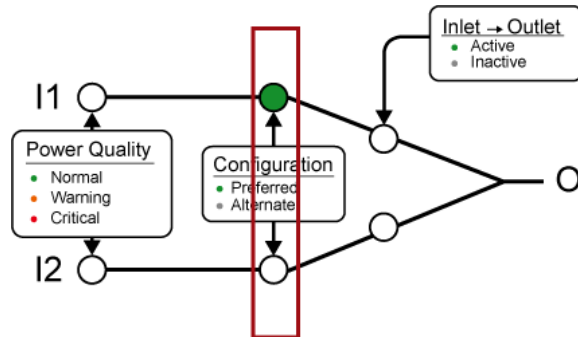 Inlet → Outlet
Active
Inactive
I1
Power Quality
Normal
Warning
Critical
Configuration
Preferred
Alternate
O
I2